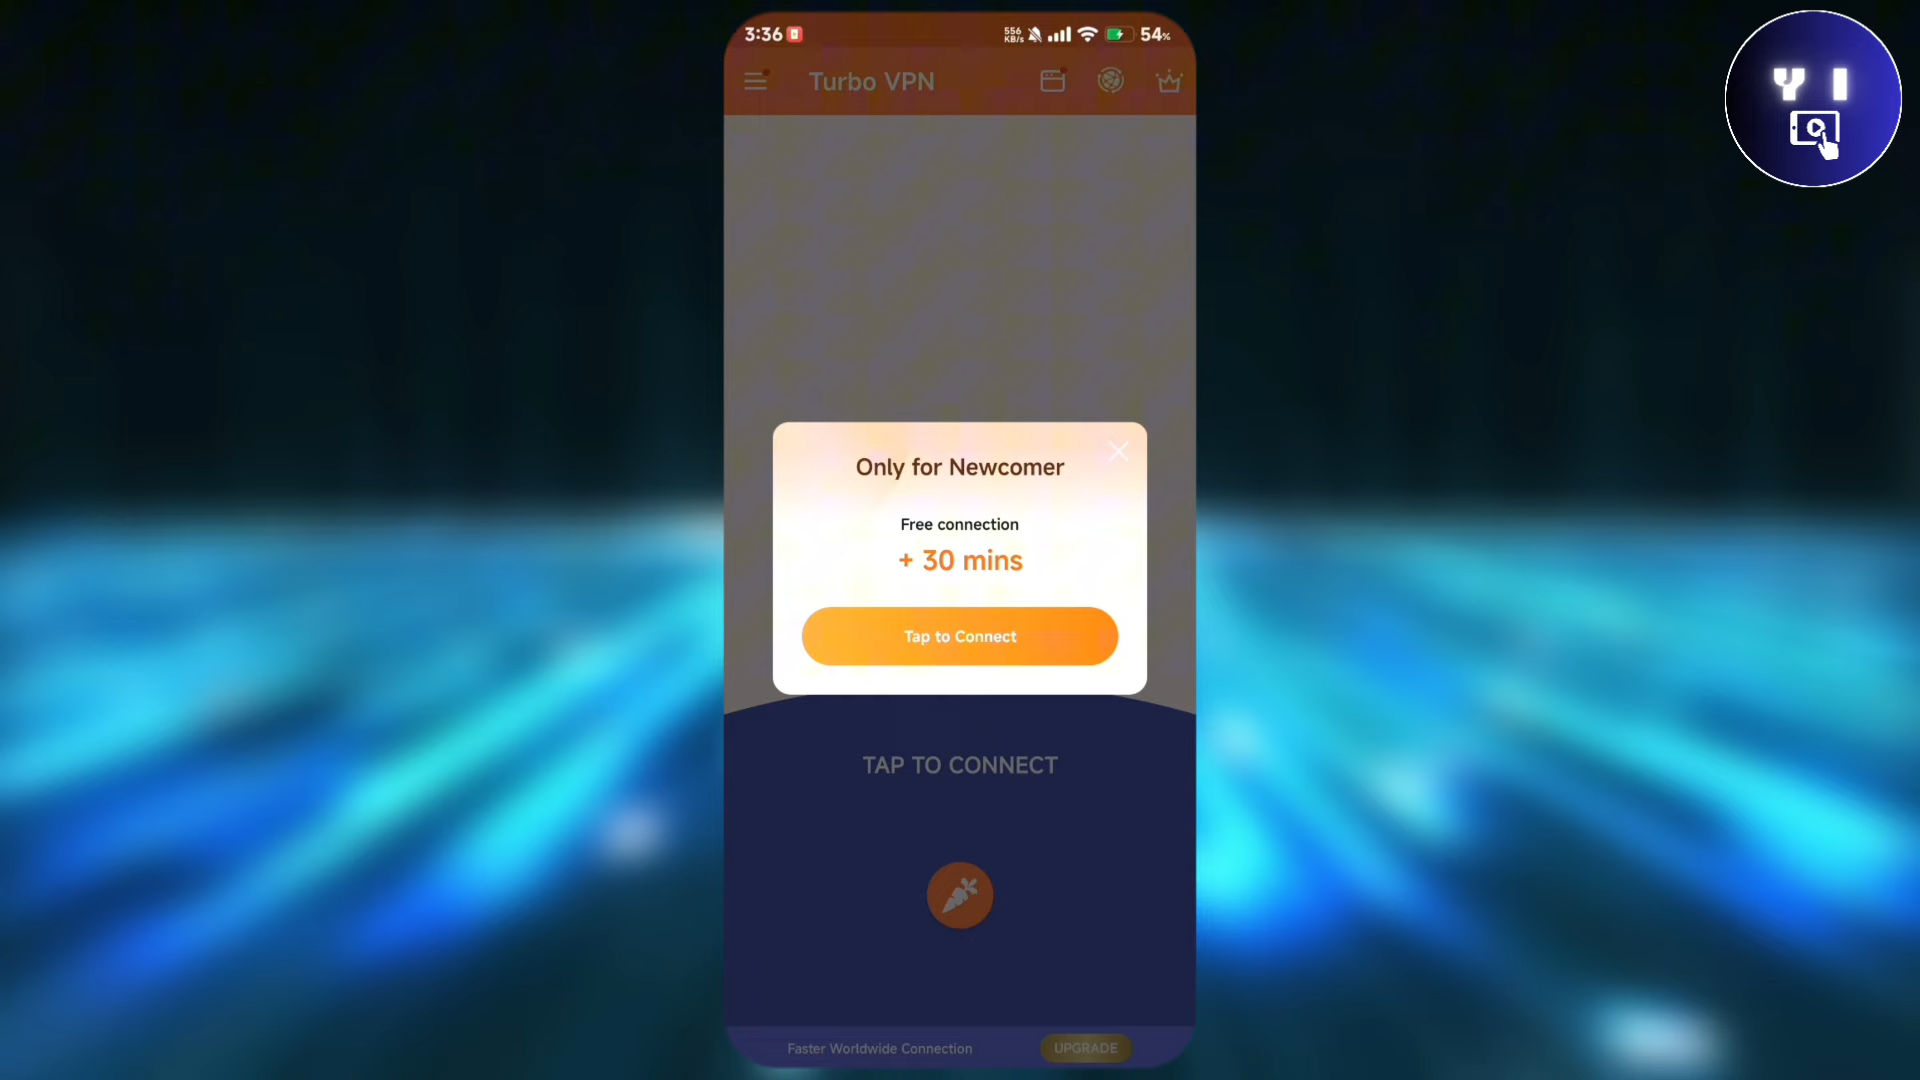 3:36
556
KB/s
54%
Turbo VPN
Only for Newcomer
Free connection
+ 30 mins
Tap to Connect
TAP TO CONNECT
Faster Worldwide Connection
UPGRADE
Y I